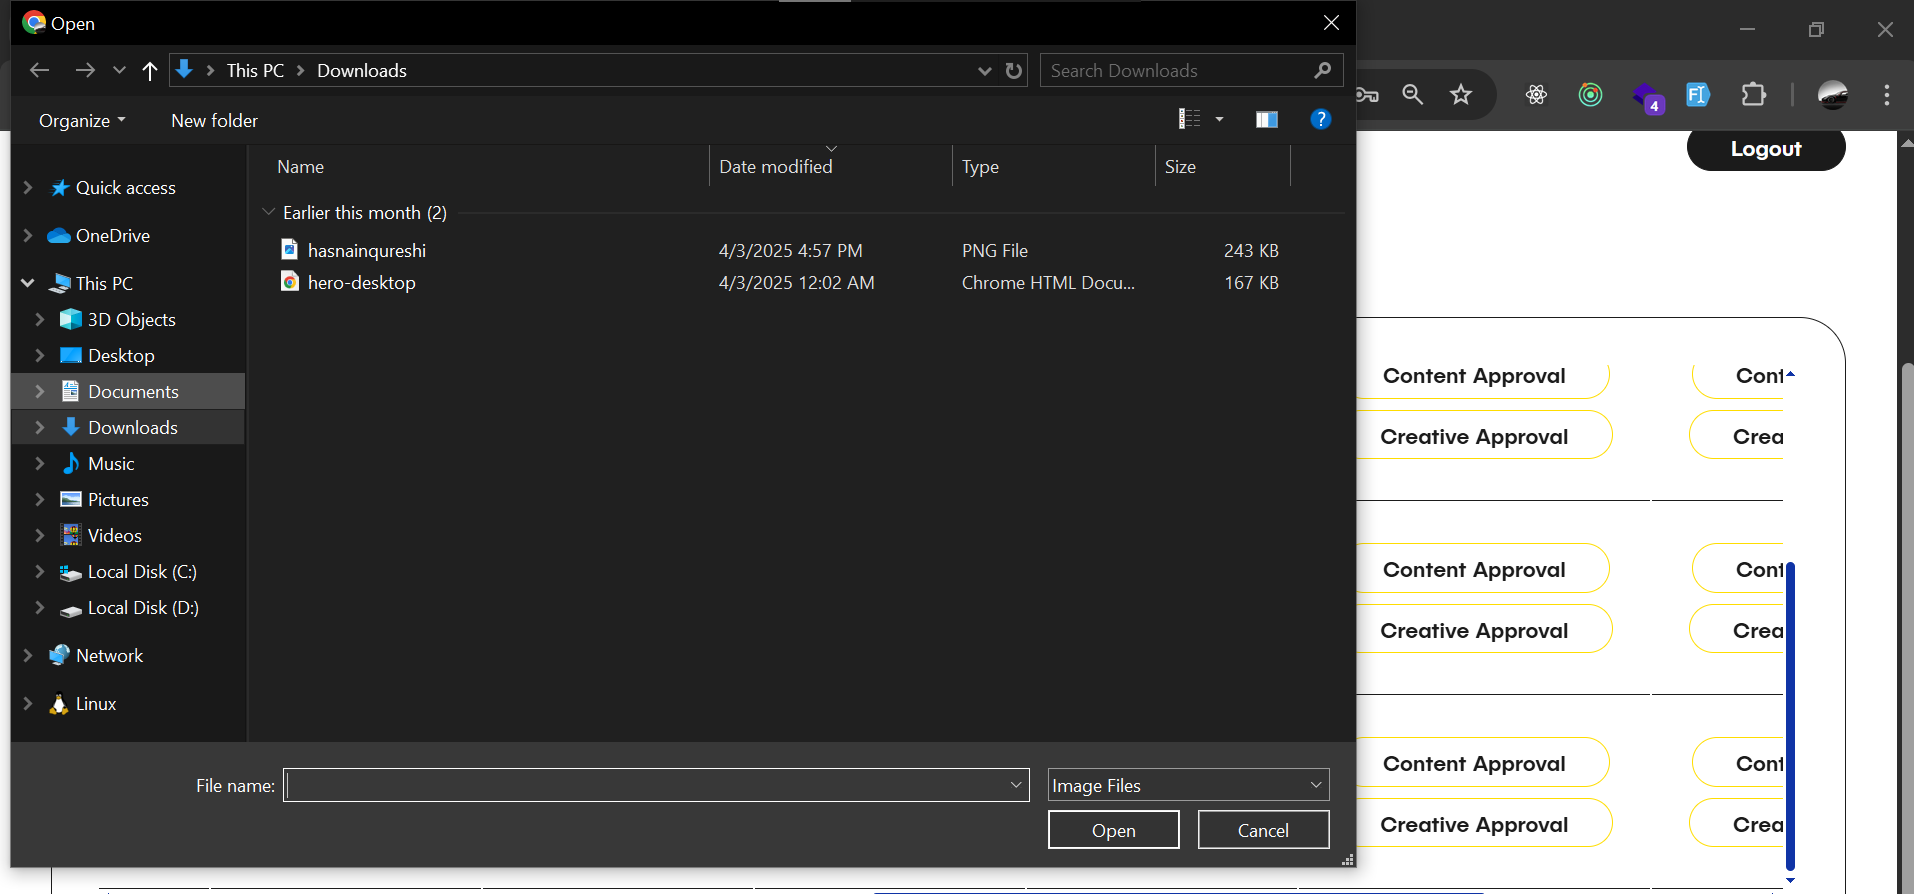 Open
This PC > Downloads
Search Downloads
Organize
New folder
?
4
FI
Logout
Name
Date modified
Type
Size
Quick access
OneDrive
This PC
3D Objects
Desktop
Documents
Downloads
Music
Pictures
Videos
Local Disk (C:)
Local Disk (D:)
Network
Linux
Earlier this month (2)
hasnainqureshi 4/3/2025 4:57 PM PNG File 243 KB
hero-desktop 4/3/2025 12:02 AM Chrome HTML Docu... 167 KB
File name:
Image Files
Open
Cancel
Content Approval Cont
Creative Approval Crea
Content Approval Cont
Creative Approval Crea
Content Approval Cont
Creative Approval Crea